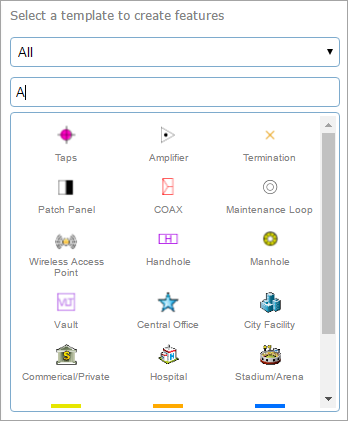 Select a template to create features
All
A
Taps
Amplifier
Termination
Patch Panel
COAX
Maintenance Loop
Wireless Access
Point
Handhole
Manhole
VLT
Vault
Central Office
City Facility
Commerical/Private
Hospital
Stadium/Arena